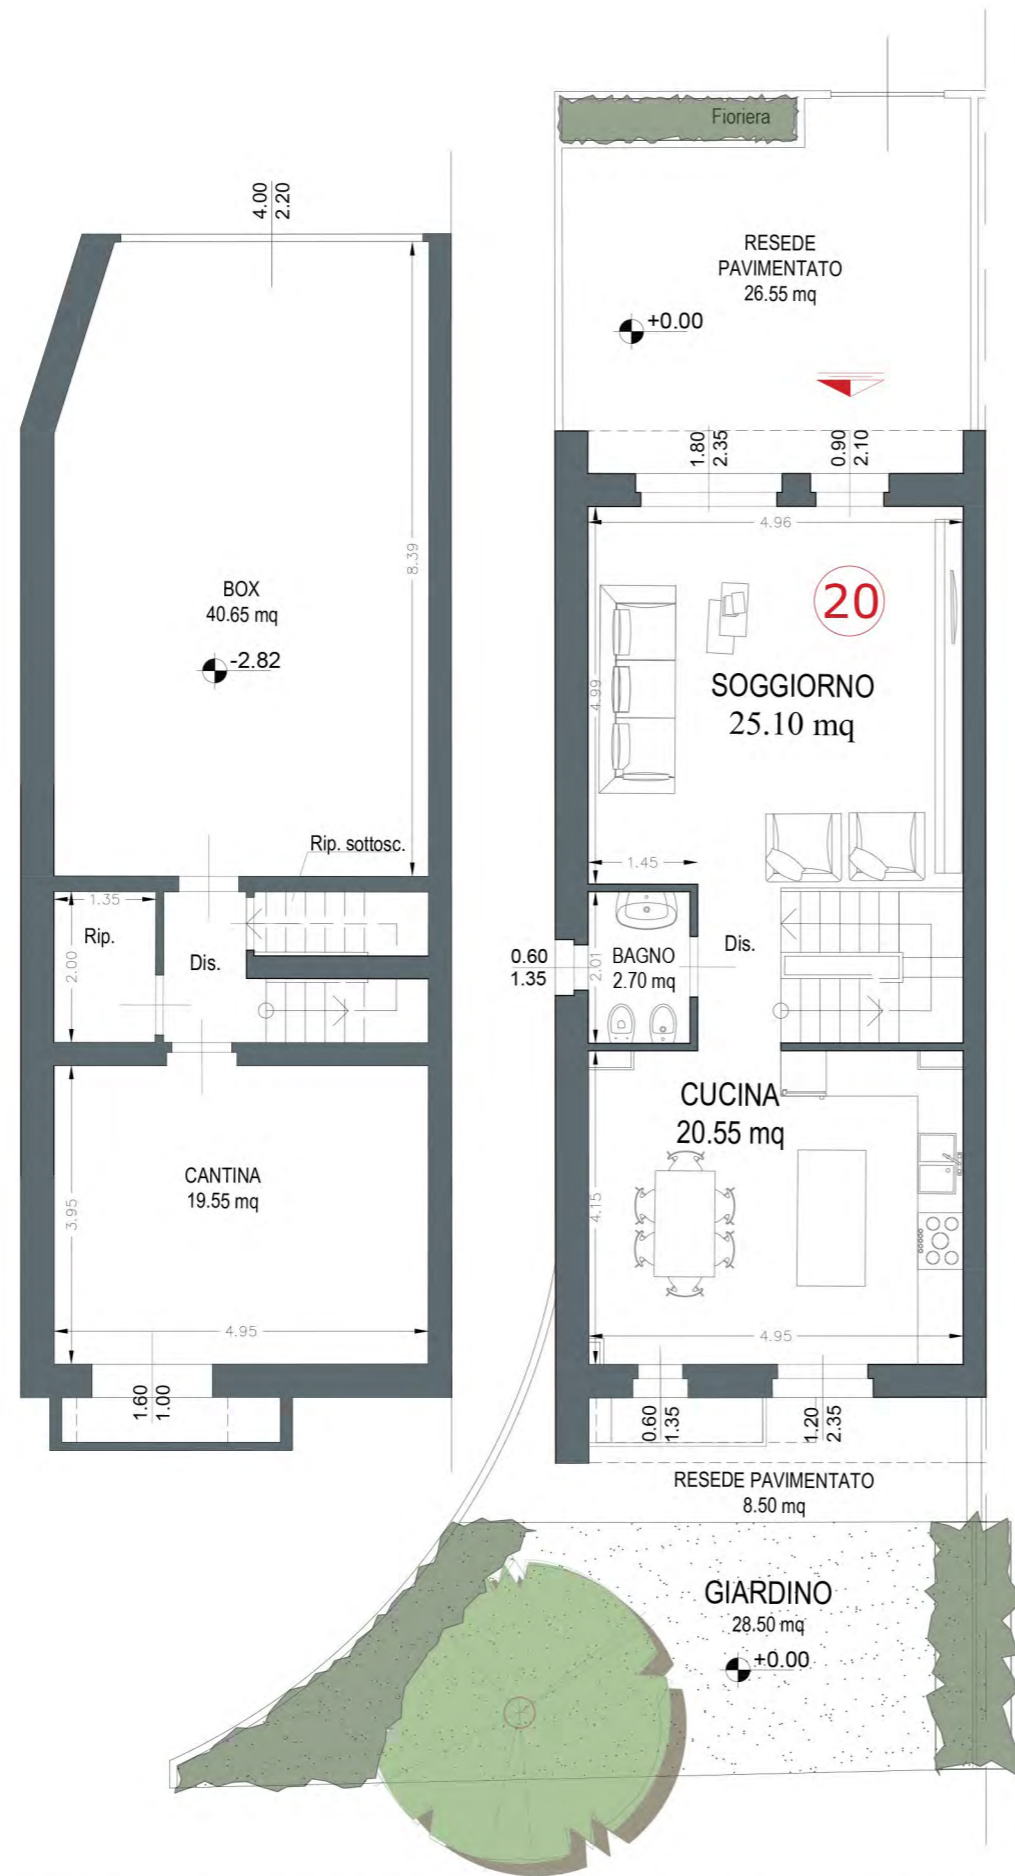 4.00
2.20
8.39
BOX
40.65 mq
-2.82
Rip. sottosc.
1.35
Rip.
2.00
Dis.
3.95
CANTINA
19.55 mq
4.95
1.60
1.00
Fioriera
RESEDE
PAVIMENTATO
26.55 mq
+0.00
1.80
2.35
0.90
2.10
4.96
20
4.99
SOGGIORNO
25.10 mq
1.45
0.60
1.35
2.01
BAGNO
2.70 mq
Dis.
CUCINA
20.55 mq
4.15
4.95
0.60
1.35
1.20
2.35
RESEDE PAVIMENTATO
8.50 mq
GIARDINO
28.50 mq
+0.00